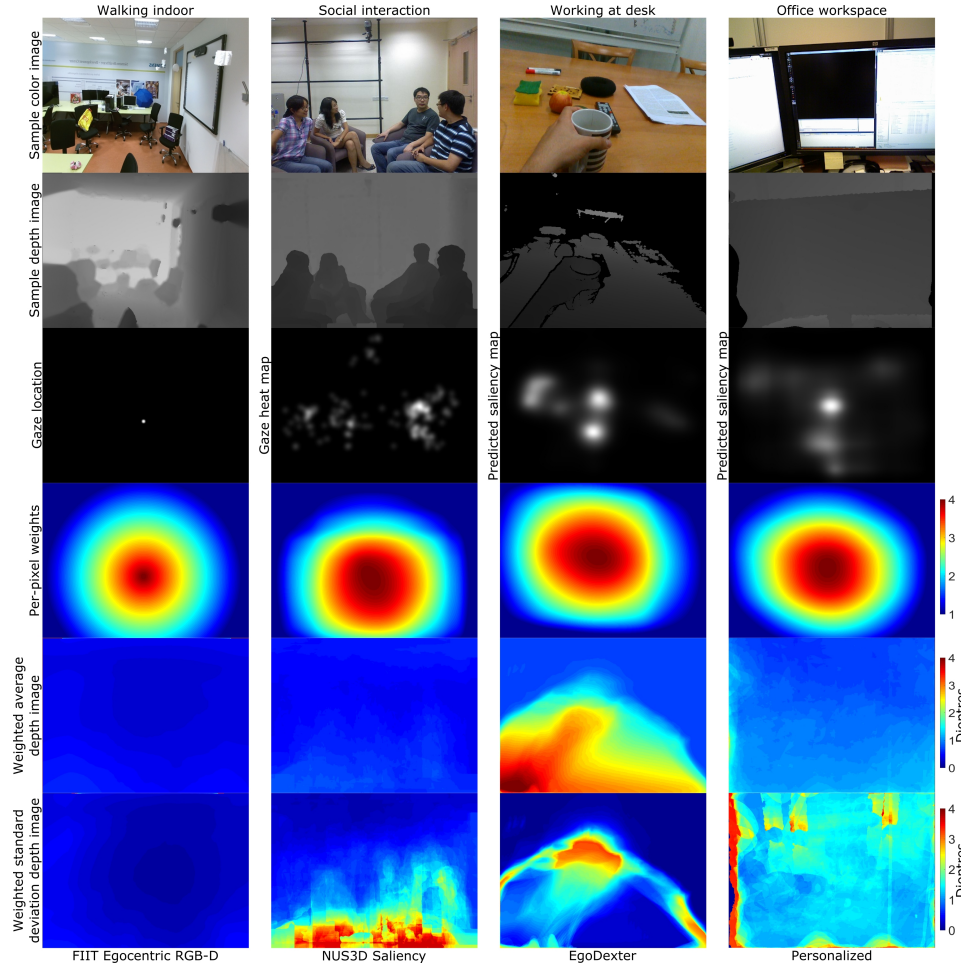 Walking indoor
Social interaction
Working at desk
Office workspace
Sample color image
Sample depth image
Gaze location
Gaze heat map
Predicted saliency map
Predicted saliency map
Per-pixel weights
4
3
2
1
Weighted average
depth image
4
3
2
1
0
Dioptres
Weighted standard
deviation depth image
4
3
2
1
0
Dioptres
FIIT Egocentric RGB-D
NUS3D Saliency
EgoDexter
Personalized